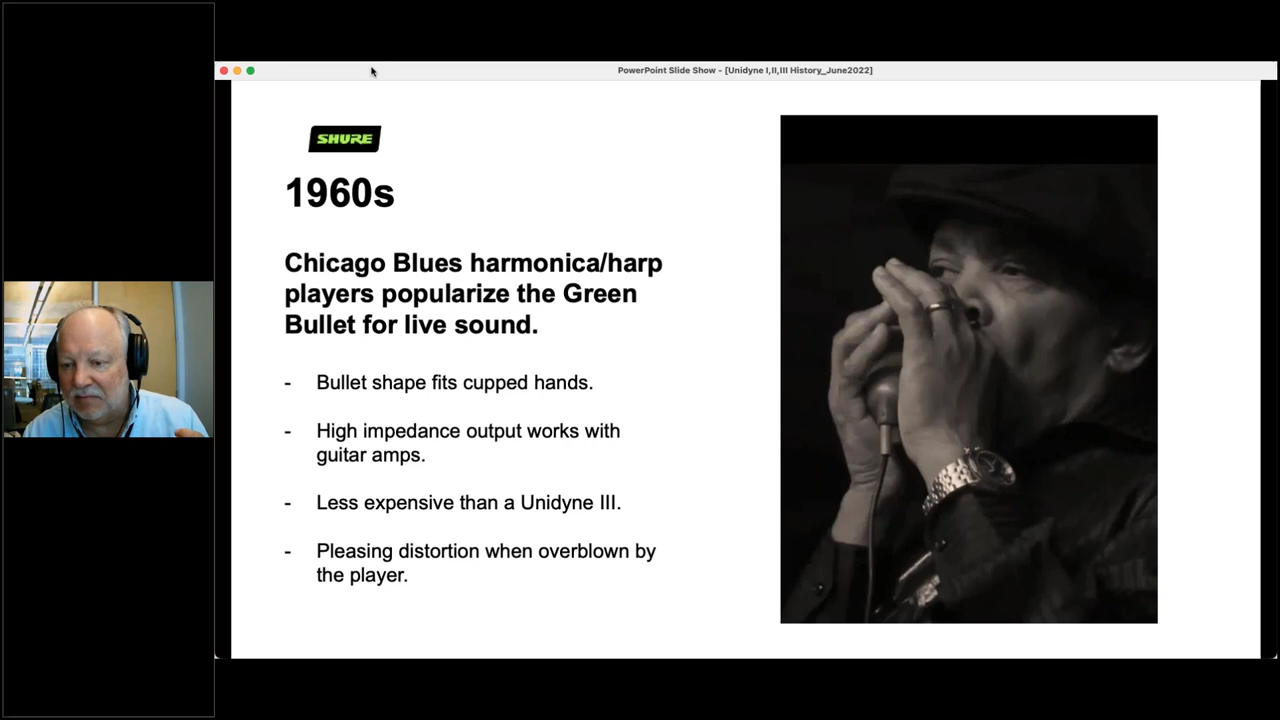 PowerPoint Slide Show - [Unidyne I,II,III History_June2022]
SHURE
1960s
Chicago Blues harmonica/harp
players popularize the Green
Bullet for live sound.
- Bullet shape fits cupped hands.
- High impedance output works with
guitar amps.
- Less expensive than a Unidyne III.
- Pleasing distortion when overblown by
the player.